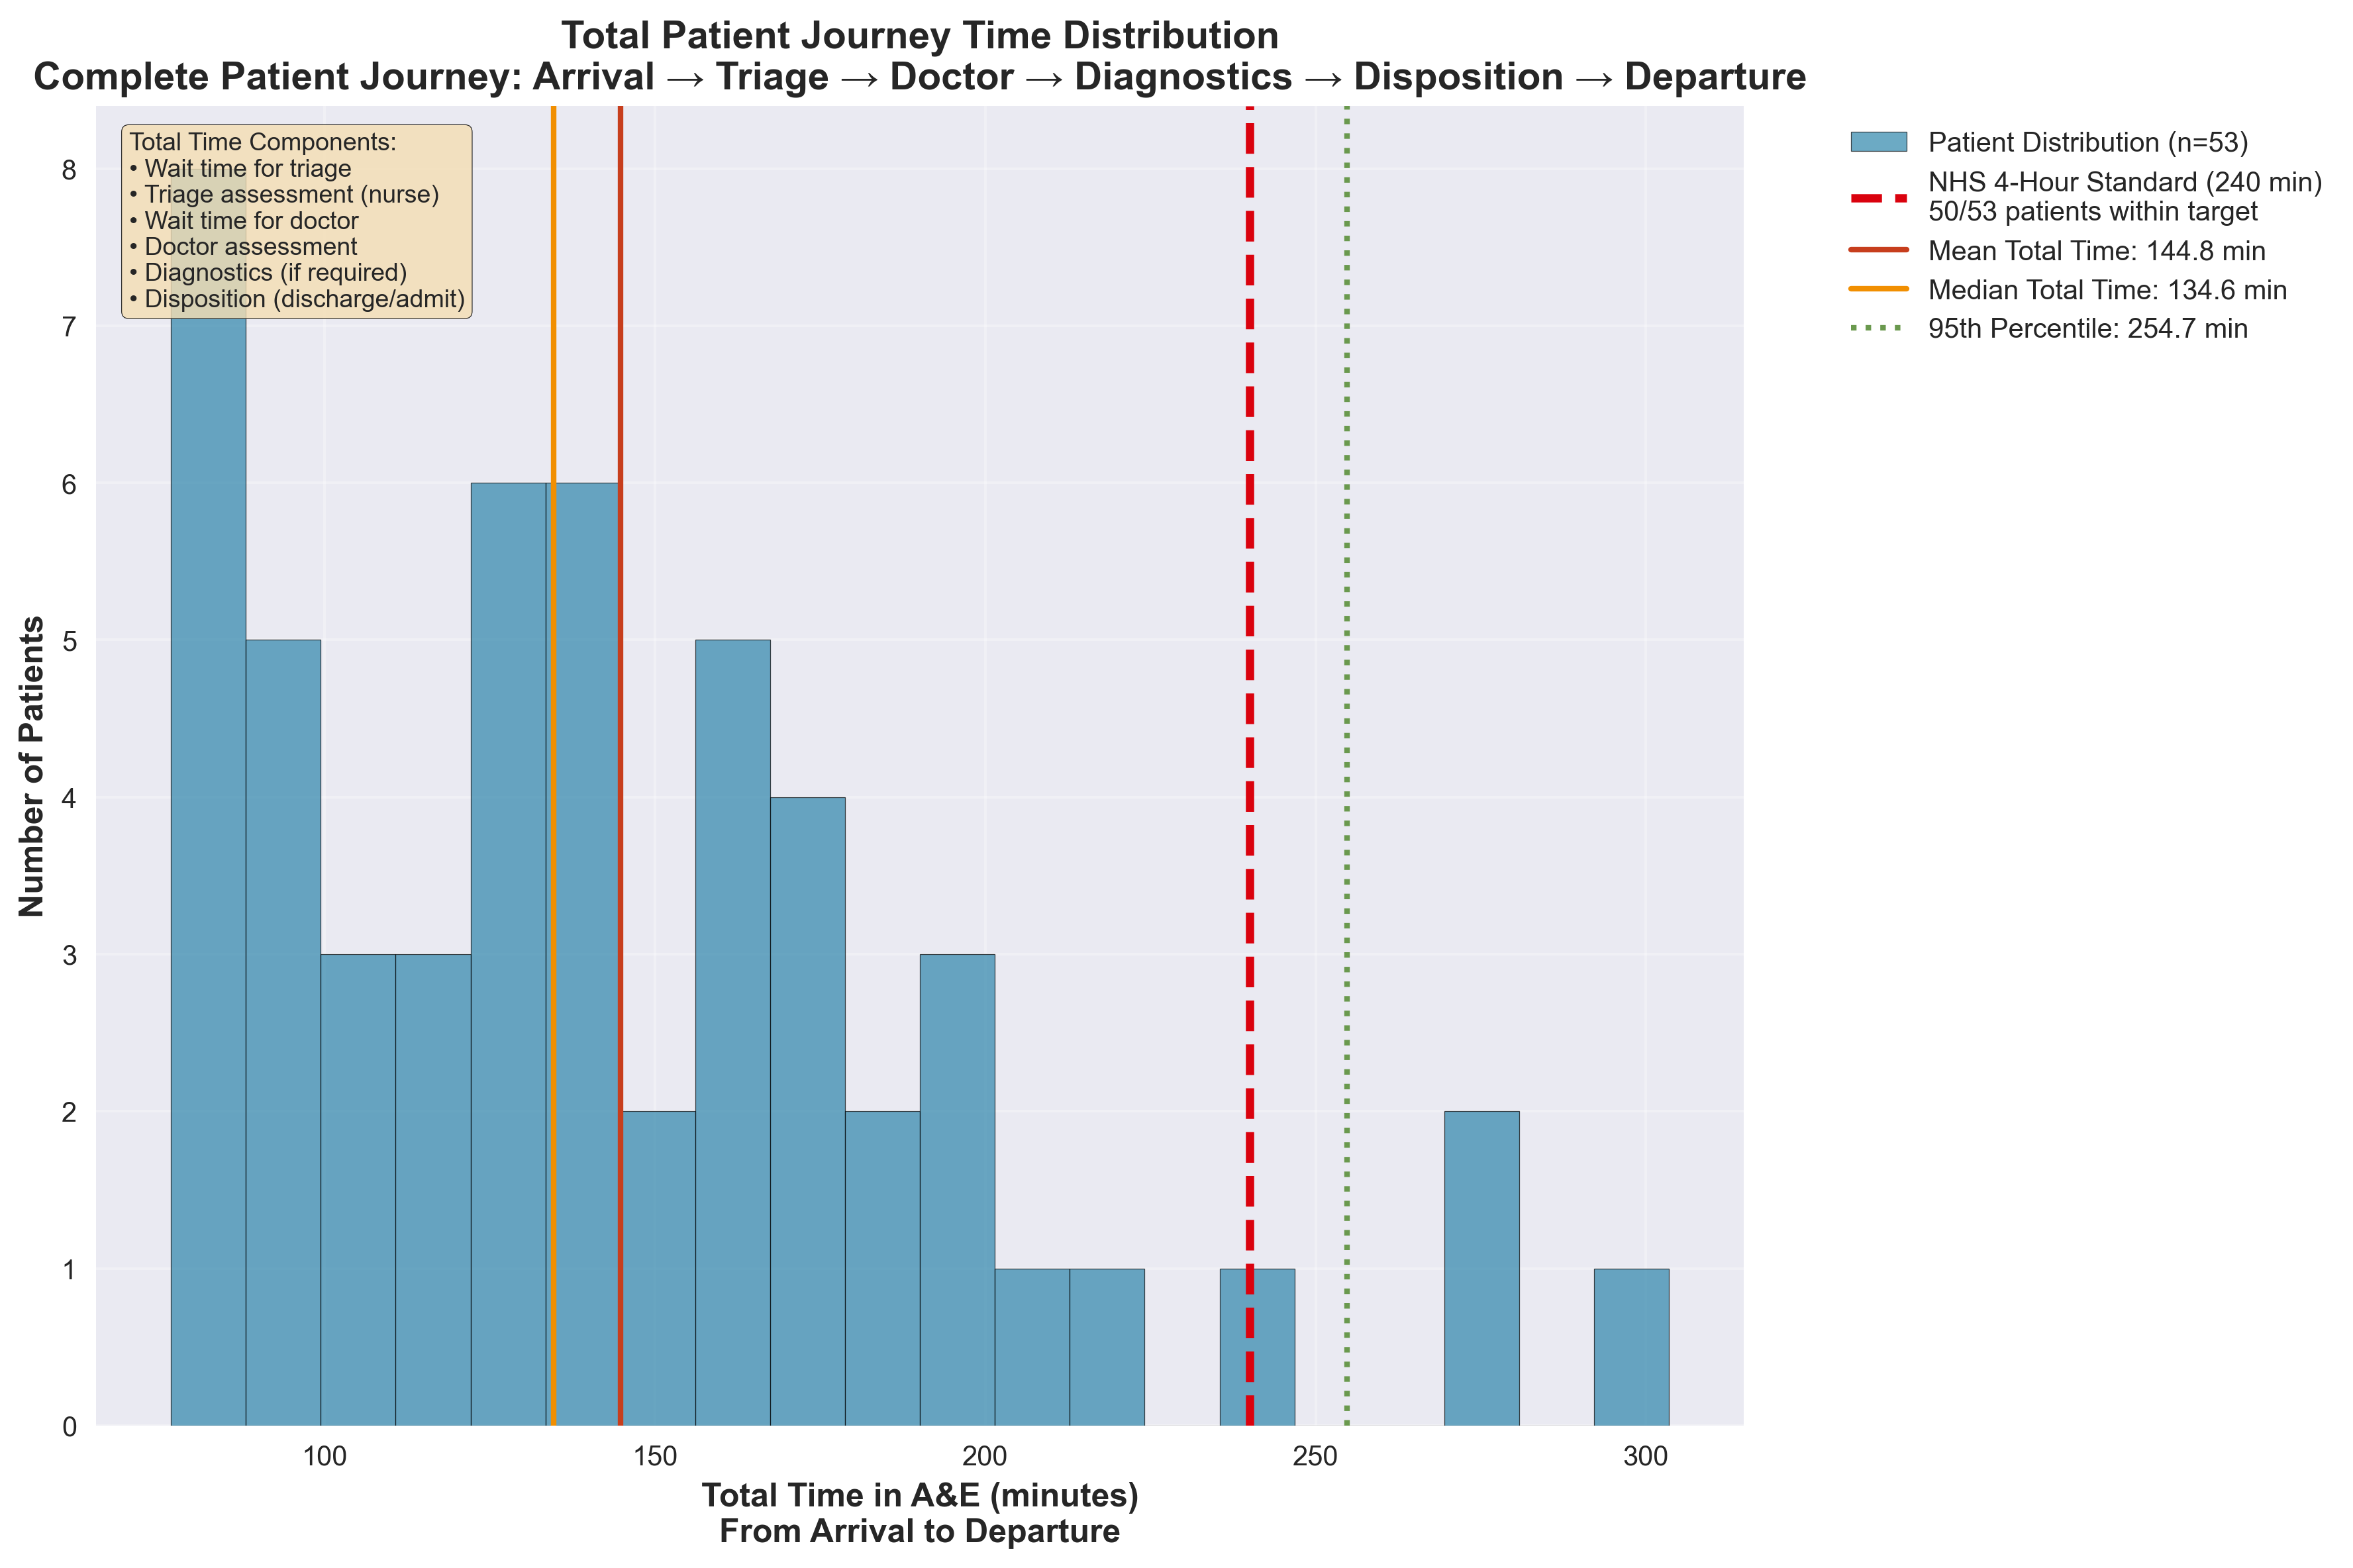 Total Patient Journey Time Distribution
Complete Patient Journey: Arrival → Triage → Doctor → Diagnostics → Disposition → Departure
Total Time Components:
• Wait time for triage
• Triage assessment (nurse)
• Wait time for doctor
• Doctor assessment
• Diagnostics (if required)
• Disposition (discharge/admit)
Patient Distribution (n=53)
NHS 4-Hour Standard (240 min)
50/53 patients within target
Mean Total Time: 144.8 min
Median Total Time: 134.6 min
95th Percentile: 254.7 min
Number of Patients
8
7
6
5
4
3
2
1
0
100 150 200 250 300
Total Time in A&E (minutes)
From Arrival to Departure